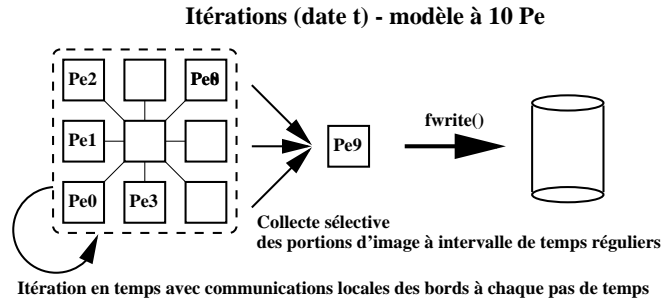 Itérations (date t) - modèle à 10 Pe
Pe2
Pe8
Pe1
Pe9
fwrite()
Pe0
Pe3
Collecte sélective
des portions d'image à intervalle de temps réguliers
Itération en temps avec communications locales des bords à chaque pas de temps